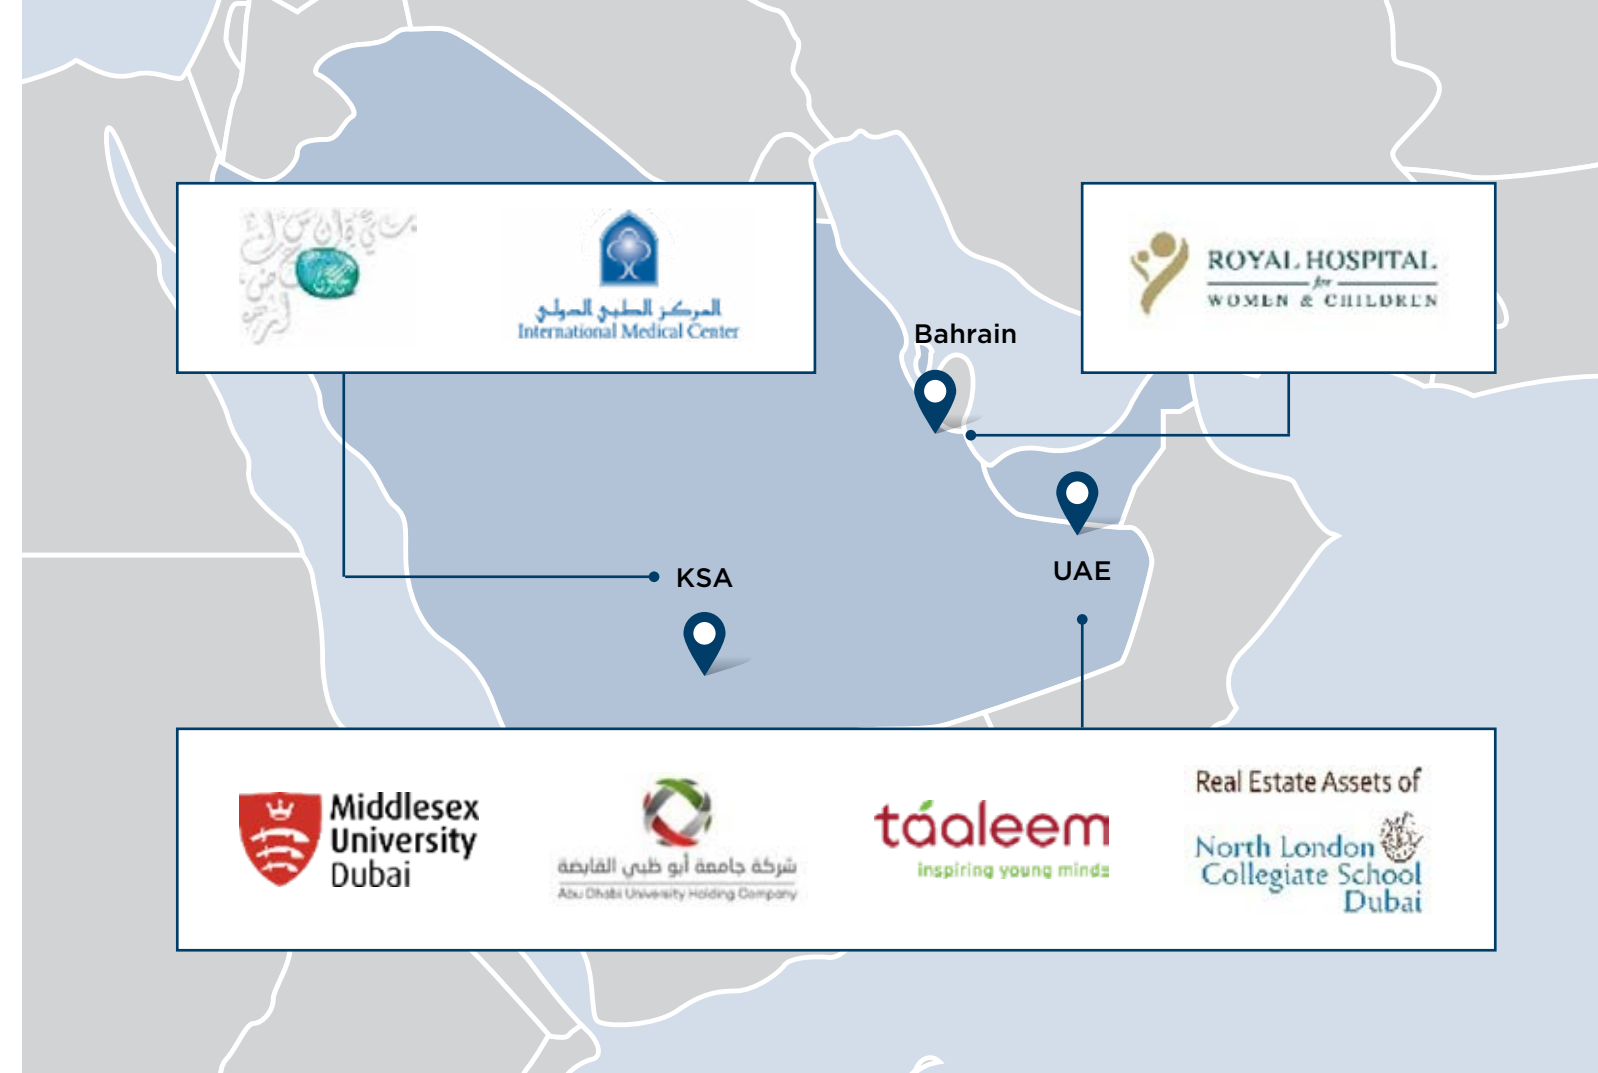 المركز الطبي الدولي
International Medical Center
ROYAL HOSPITAL
for
WOMEN & CHILDREN
Bahrain
KSA
UAE
Middlesex
University
Dubai
شركة جامعة أبو ظبي القابضة
Abu Dhabi University Holding Company
táaleem
inspiring young minds
Real Estate Assets of
North London
Collegiate School
Dubai